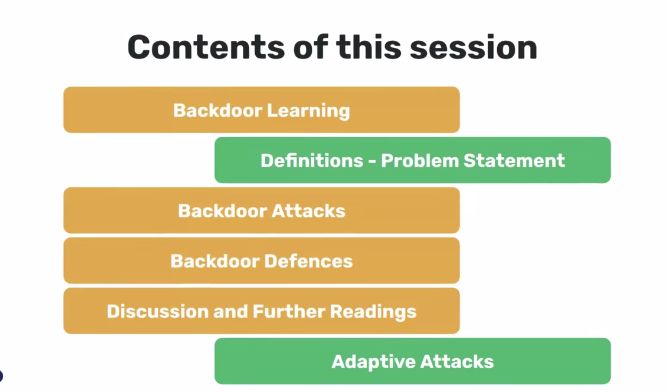 Contents of this session
Backdoor Learning
Definitions - Problem Statement
Backdoor Attacks
Backdoor Defences
Discussion and Further Readings
Adaptive Attacks